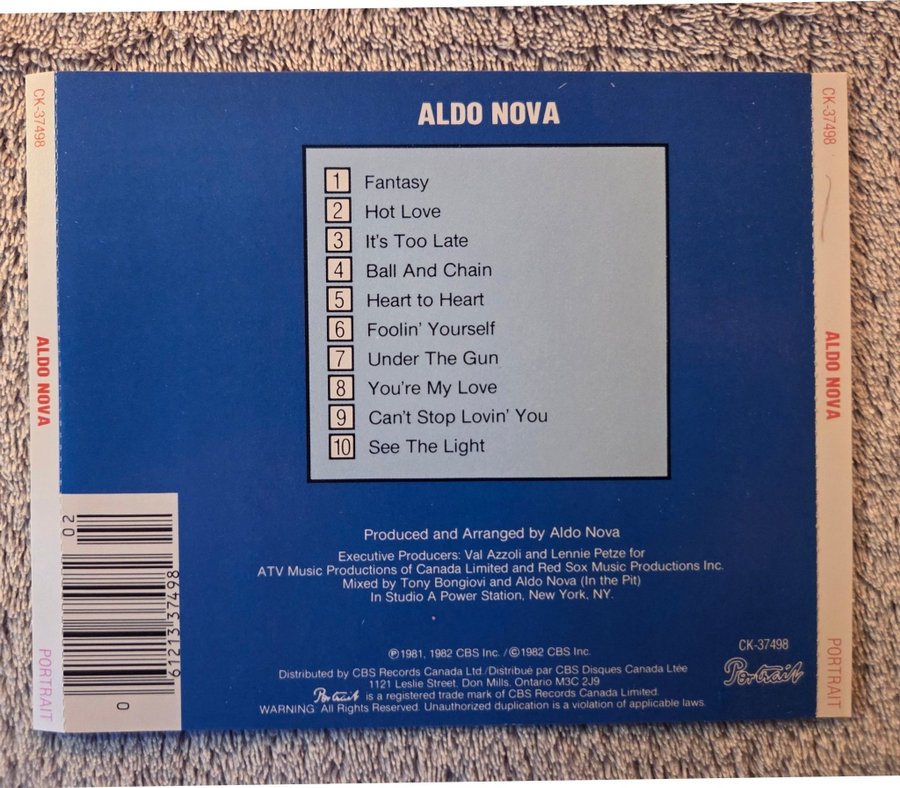 ALDO NOVA
1 Fantasy
2 Hot Love
3 It's Too Late
4 Ball And Chain
5 Heart to Heart
6 Foolin' Yourself
7 Under The Gun
8 You're My Love
9 Can't Stop Lovin' You
10 See The Light
Produced and Arranged by Aldo Nova
Executive Producers: Val Azzoli and Lennie Petze for
ATV Music Productions of Canada Limited and Red Sox Music Productions Inc.
Mixed by Tony Bongiovi and Aldo Nova (In the Pit)
In Studio A Power Station, New York, NY.
℗1981, 1982 CBS Inc. /©1982 CBS Inc.
Distributed by CBS Records Canada Ltd./Distribué par CBS Disques Canada Ltée
1121 Leslie Street, Don Mills, Ontario M3C 2J9
Portrait is a registered trade mark of CBS Records Canada Limited.
WARNING: All Rights Reserved. Unauthorized duplication is a violation of applicable laws.
CK-37498
Portrait
CK-37498
ALDO NOVA
PORTRAIT
CK-37498
ALDO NOVA
PORTRAIT
02
61213 37498
0